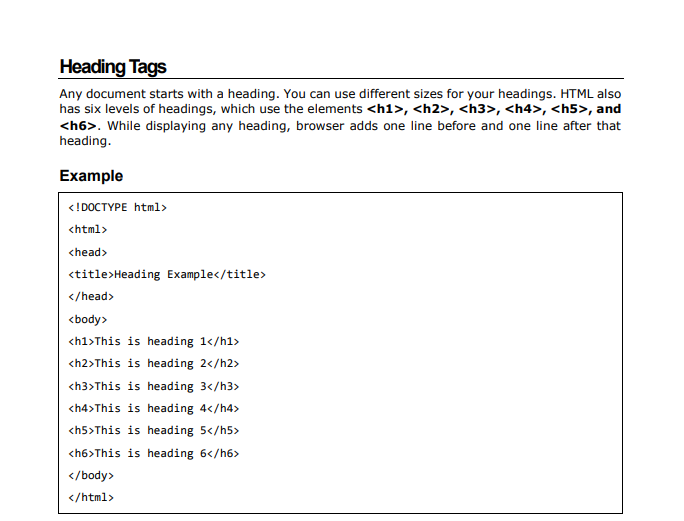 Heading Tags
Any document starts with a heading. You can use different sizes for your headings. HTML also
has six levels of headings, which use the elements <h1>, <h2>, <h3>, <h4>, <h5>, and
<h6>. While displaying any heading, browser adds one line before and one line after that
heading.
Example
<!DOCTYPE html>
<html>
<head>
<title>Heading Example</title>
</head>
<body>
<h1>This is heading 1</h1>
<h2>This is heading 2</h2>
<h3>This is heading 3</h3>
<h4>This is heading 4</h4>
<h5>This is heading 5</h5>
<h6>This is heading 6</h6>
</body>
</html>